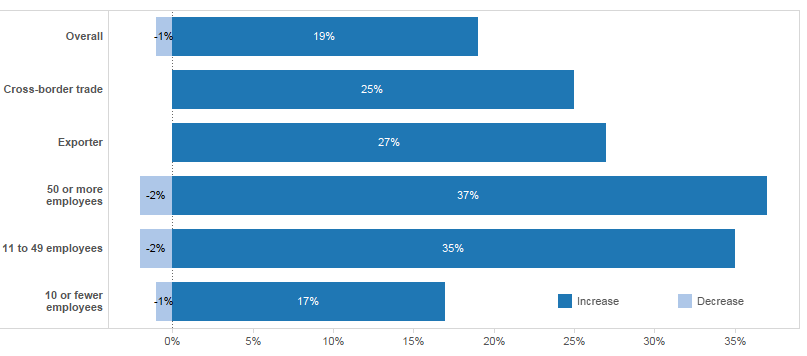 Overall
-1%
19%
Cross-border trade
25%
Exporter
27%
50 or more
employees
-2%
37%
11 to 49 employees
-2%
35%
10 or fewer
employees
-1%
17%
Increase
Decrease
0%
5%
10%
15%
20%
25%
30%
35%